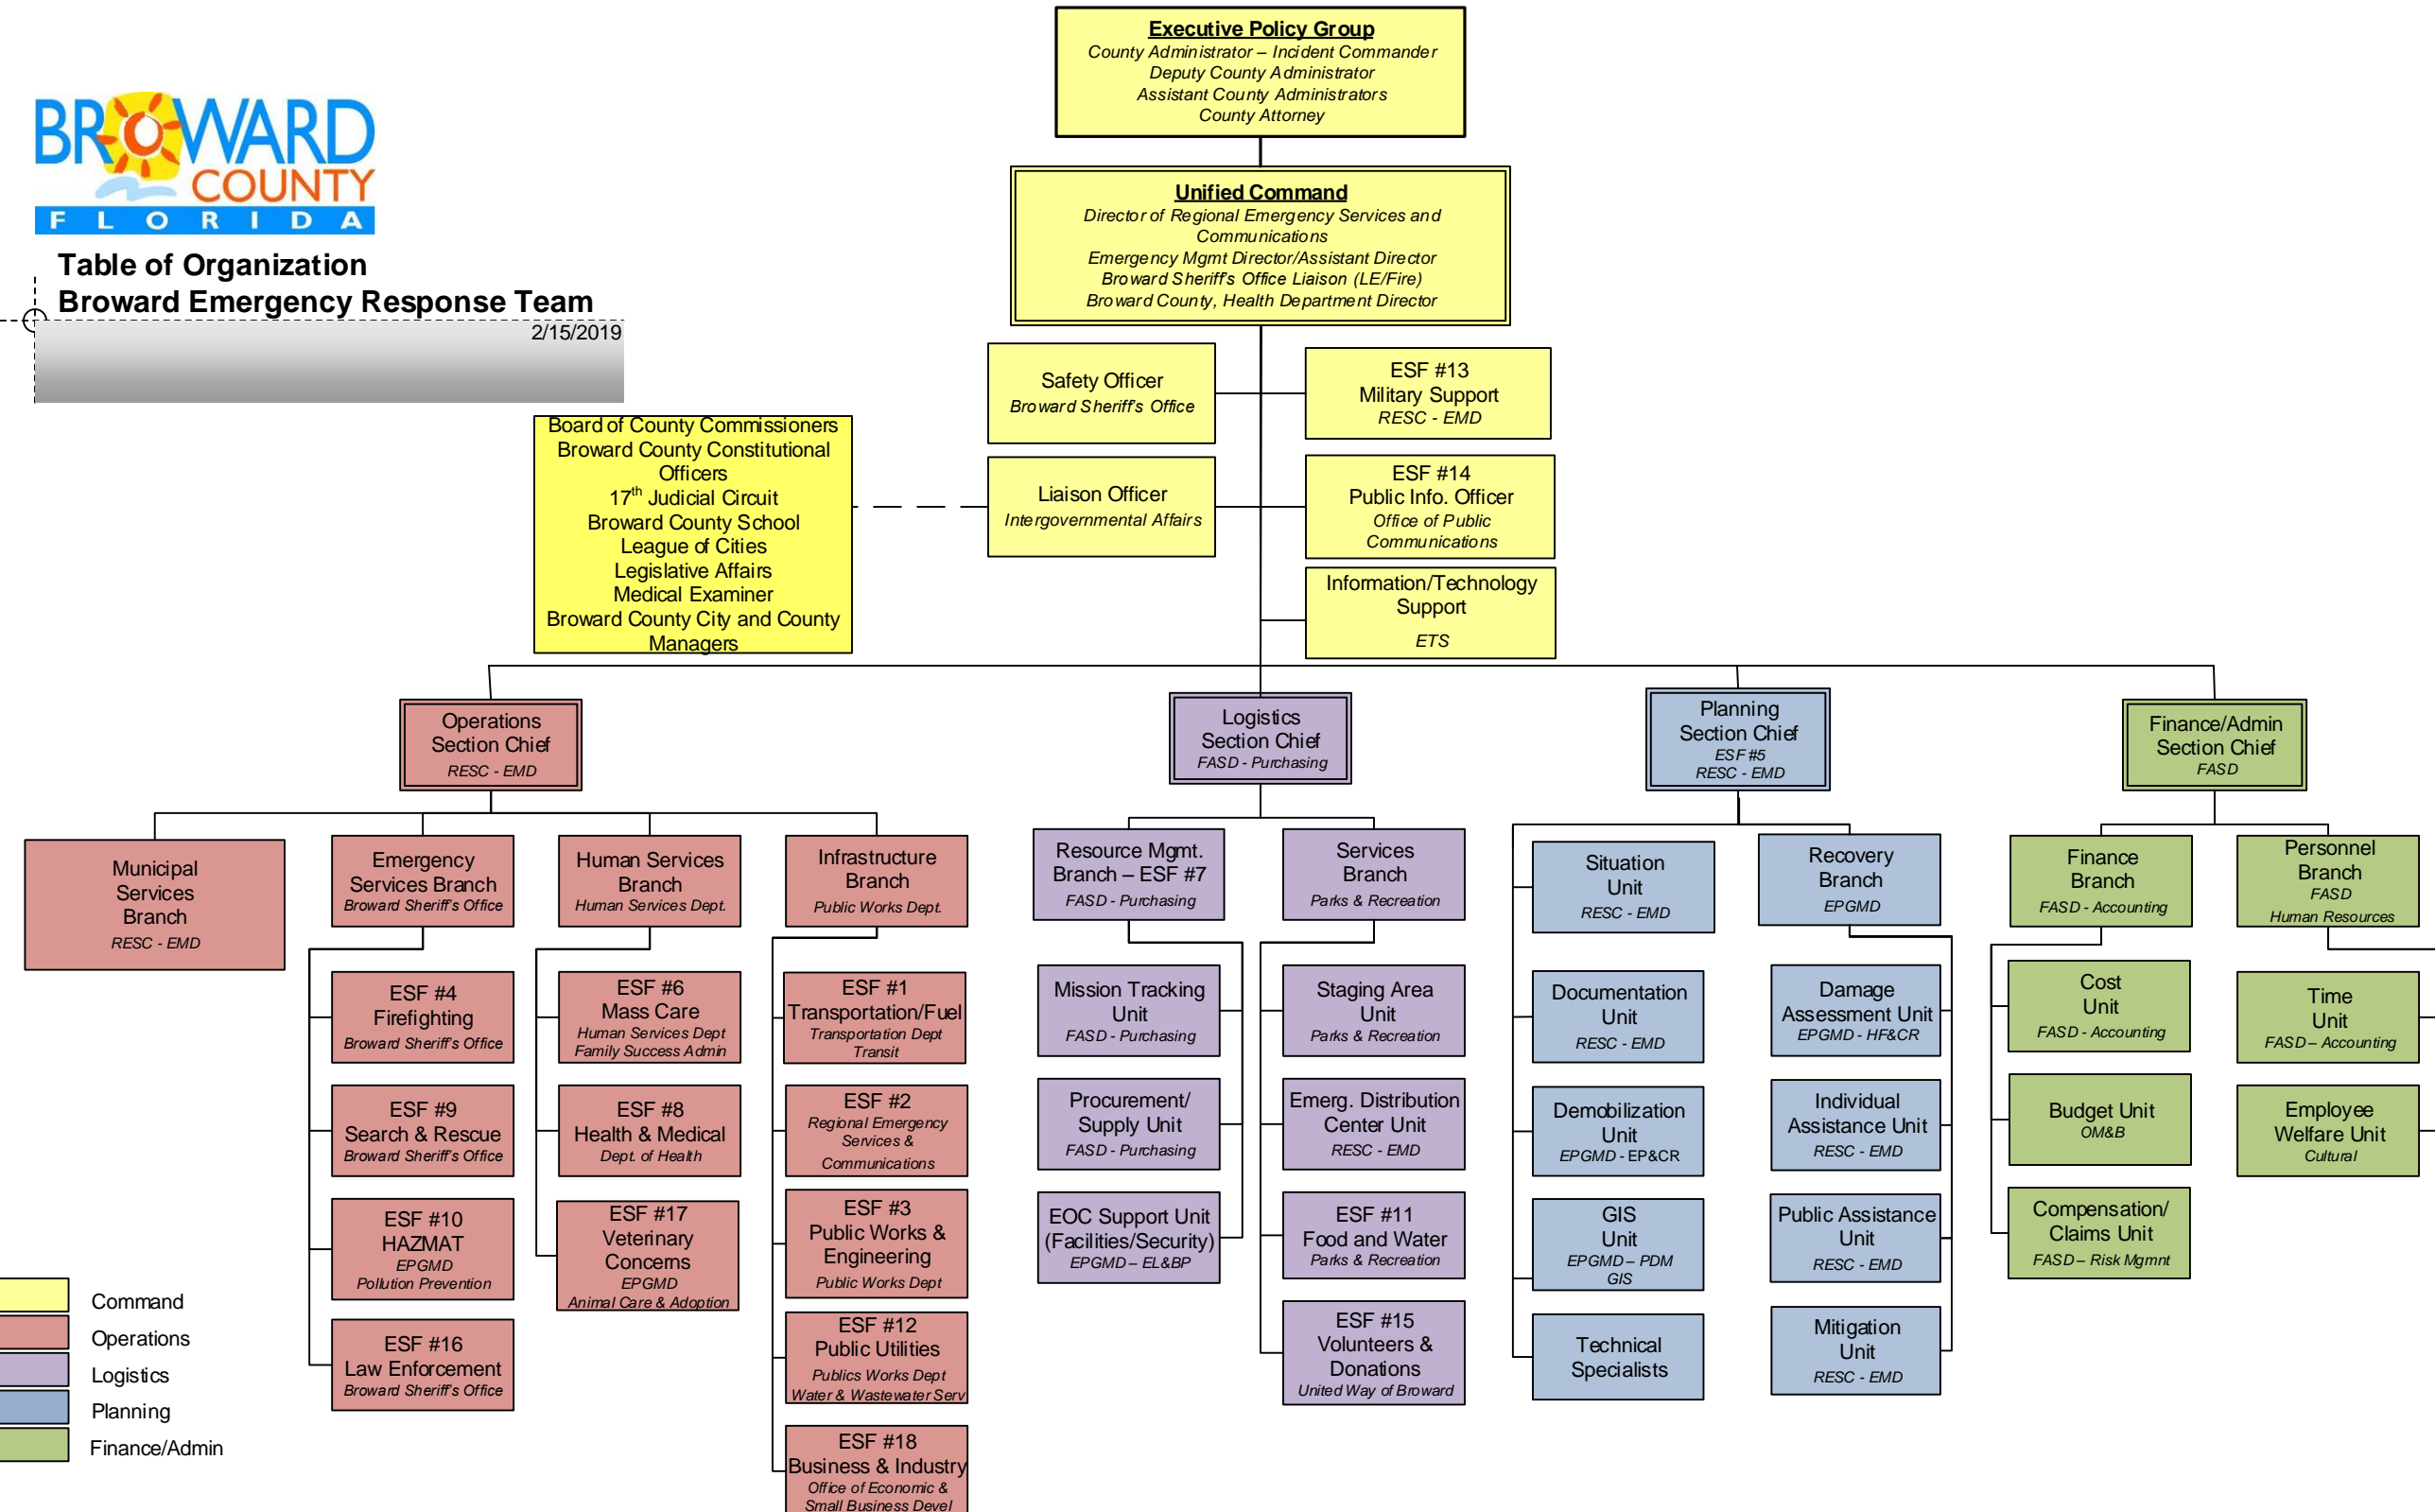 Executive Policy Group
County Administrator – Incident Commander
Deputy County Administrator
Assistant County Administrators
County Attorney
BROWARD
COUNTY
FLORIDA
Table of Organization
Broward Emergency Response Team
2/15/2019
Unified Command
Director of Regional Emergency Services and
Communications
Emergency Mgmt Director/Assistant Director
Broward Sheriff's Office Liaison (LE/Fire)
Broward County, Health Department Director
Safety Officer
Broward Sheriff's Office
ESF #13
Military Support
RESC - EMD
Board of County Commissioners
Broward County Constitutional
Officers
17th Judicial Circuit
Broward County School
League of Cities
Legislative Affairs
Medical Examiner
Broward County City and County
Managers
Liaison Officer
Intergovernmental Affairs
ESF #14
Public Info. Officer
Office of Public
Communications
Information/Technology
Support
ETS
Operations
Section Chief
RESC - EMD
Logistics
Section Chief
FASD - Purchasing
Planning
Section Chief
ESF #5
RESC - EMD
Finance/Admin
Section Chief
FASD
Municipal
Services
Branch
RESC - EMD
Emergency
Services Branch
Broward Sheriff's Office
Human Services
Branch
Human Services Dept.
Infrastructure
Branch
Public Works Dept.
Resource Mgmt.
Branch – ESF #7
FASD - Purchasing
Services
Branch
Parks & Recreation
Situation
Unit
RESC - EMD
Recovery
Branch
EPGMD
Finance
Branch
FASD - Accounting
Personnel
Branch
FASD
Human Resources
ESF #4
Firefighting
Broward Sheriff's Office
ESF #6
Mass Care
Human Services Dept
Family Success Admin
ESF #1
Transportation/Fuel
Transportation Dept
Transit
Mission Tracking
Unit
FASD - Purchasing
Staging Area
Unit
Parks & Recreation
Documentation
Unit
RESC - EMD
Damage
Assessment Unit
EPGMD - HF&CR
Cost
Unit
FASD - Accounting
Time
Unit
FASD – Accounting
ESF #9
Search & Rescue
Broward Sheriff's Office
ESF #8
Health & Medical
Dept. of Health
ESF #2
Regional Emergency
Services &
Communications
Procurement/
Supply Unit
FASD - Purchasing
Emerg. Distribution
Center Unit
RESC - EMD
Demobilization
Unit
EPGMD - EP&CR
Individual
Assistance Unit
RESC - EMD
Budget Unit
OM&B
Employee
Welfare Unit
Cultural
ESF #10
HAZMAT
EPGMD
Pollution Prevention
ESF #17
Veterinary
Concerns
EPGMD
Animal Care & Adoption
ESF #3
Public Works &
Engineering
Public Works Dept
EOC Support Unit
(Facilities/Security)
EPGMD – EL&BP
ESF #11
Food and Water
Parks & Recreation
GIS
Unit
EPGMD – PDM
GIS
Public Assistance
Unit
RESC - EMD
Compensation/
Claims Unit
FASD – Risk Mgmnt
ESF #16
Law Enforcement
Broward Sheriff's Office
ESF #12
Public Utilities
Publics Works Dept
Water & Wastewater Serv
ESF #15
Volunteers &
Donations
United Way of Broward
Technical
Specialists
Mitigation
Unit
RESC - EMD
ESF #18
Business & Industry
Office of Economic &
Small Business Devel
Command
Operations
Logistics
Planning
Finance/Admin